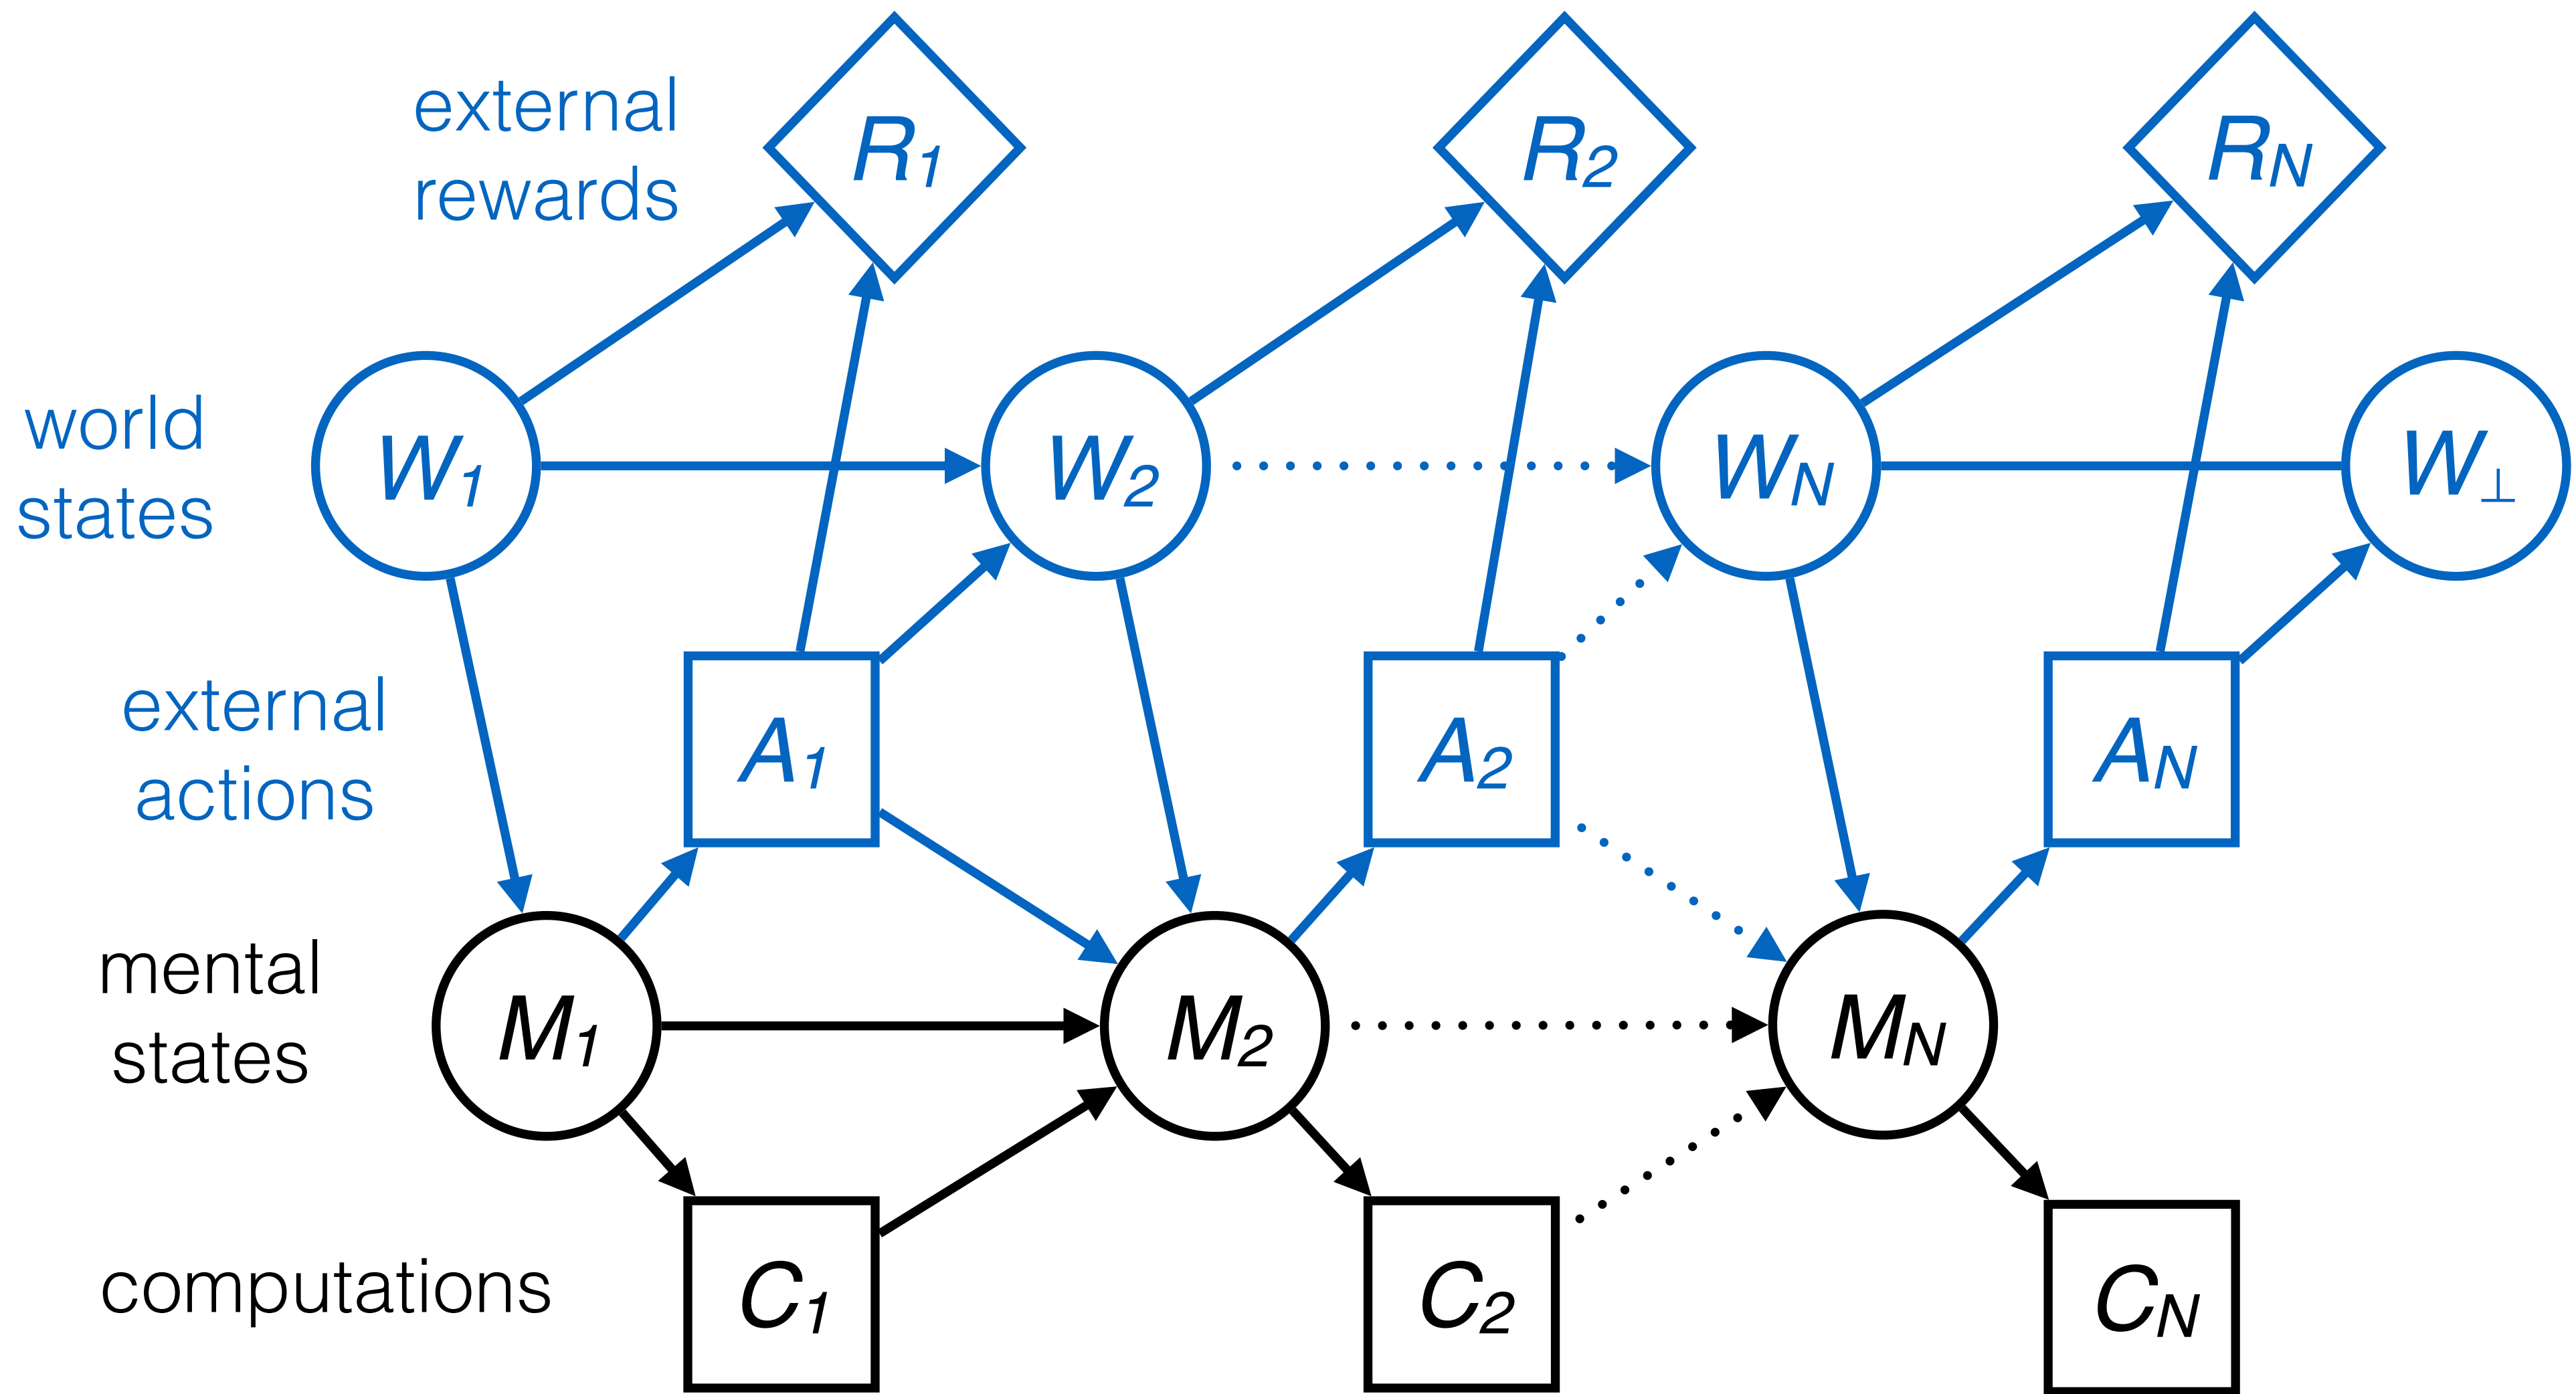 external
rewards
R1
R2
RN
world
states
W1
W2
WN
W⊥
external
actions
A1
A2
AN
mental
states
M1
M2
MN
computations
C1
C2
CN